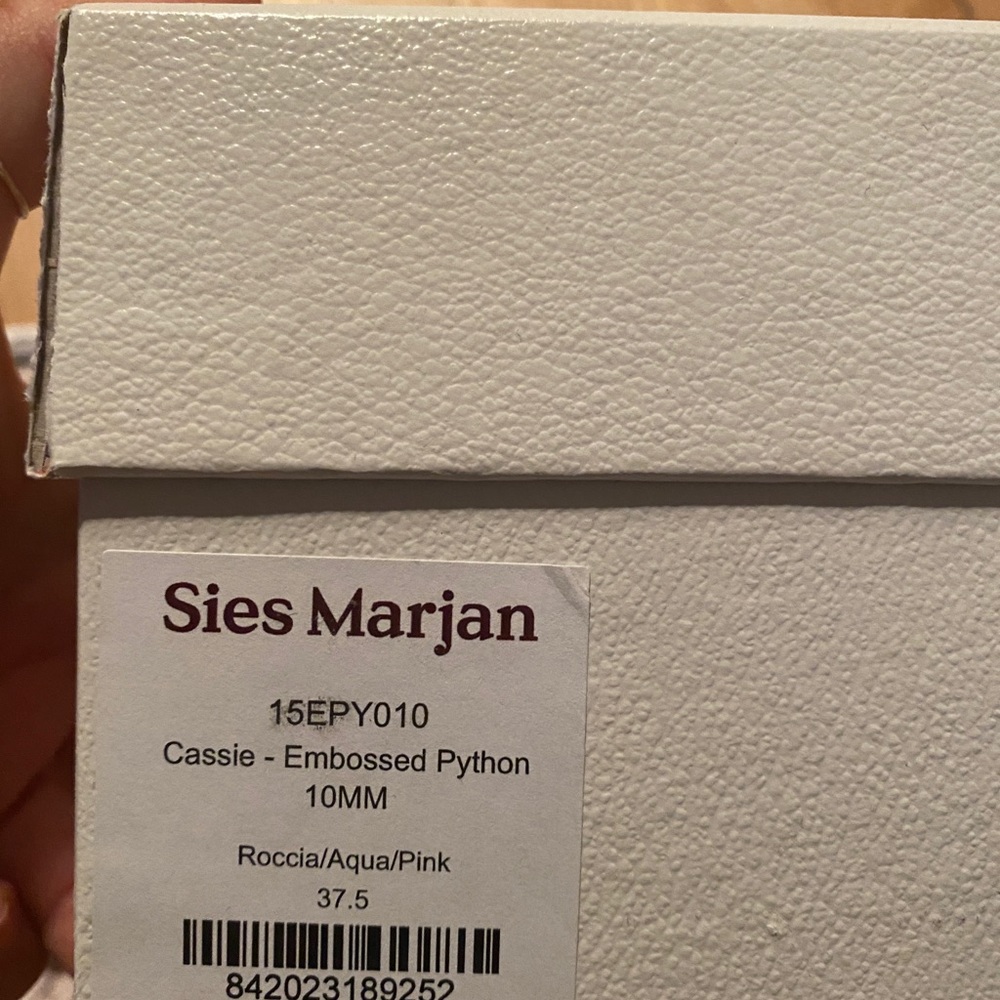 Sies Marjan
15EPY010
Cassie - Embossed Python
10MM
Roccia/Aqua/Pink
37.5
842023189252